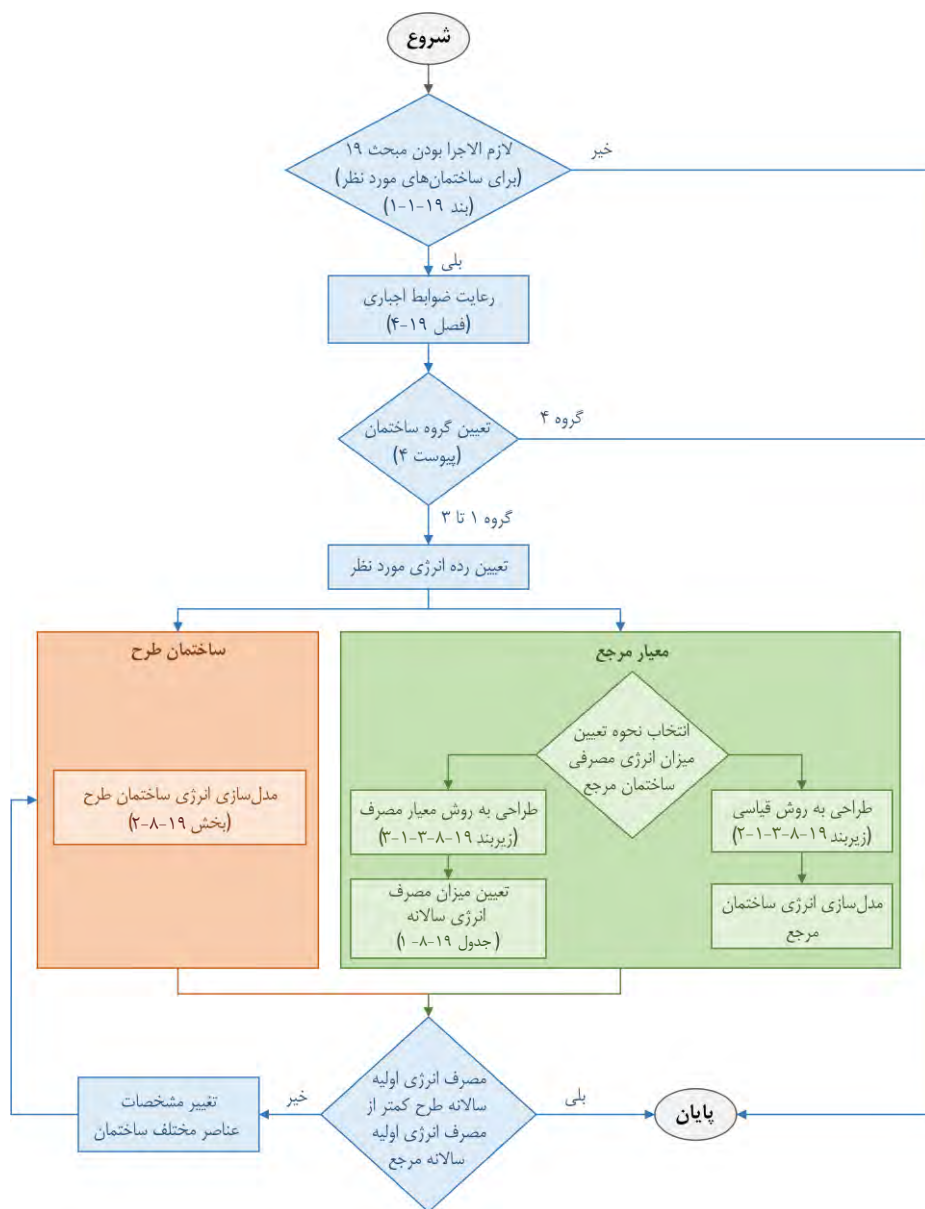 شروع
لازم الاجرا بودن مبحث ۱۹
(برای ساختمان‌های مورد نظر)
(بند ۱۹-۱-۱)
خیر
بلی
رعایت ضوابط اجباری
(فصل ۱۹-۴)
تعیین گروه ساختمان
(پیوست ۴)
گروه ۴
گروه ۱ تا ۳
تعیین رده انرژی مورد نظر
معیار مرجع
انتخاب نحوه تعیین
میزان انرژی مصرفی
ساختمان مرجع
طراحی به روش قیاسی
(زیربند ۱۹-۸-۳-۱-۲)
مدل‌سازی انرژی ساختمان
مرجع
طراحی به روش معیار مصرف
(زیربند ۱۹-۸-۳-۱-۳)
تعیین میزان مصرف
انرژی سالانه
(جدول ۱۹-۸-۱)
ساختمان طرح
مدل‌سازی انرژی ساختمان طرح
(بخش ۱۹-۸-۲)
مصرف انرژی اولیه
سالانه طرح کمتر از
مصرف انرژی اولیه
سالانه مرجع
بلی
پایان
خیر
تغییر مشخصات
عناصر مختلف ساختمان